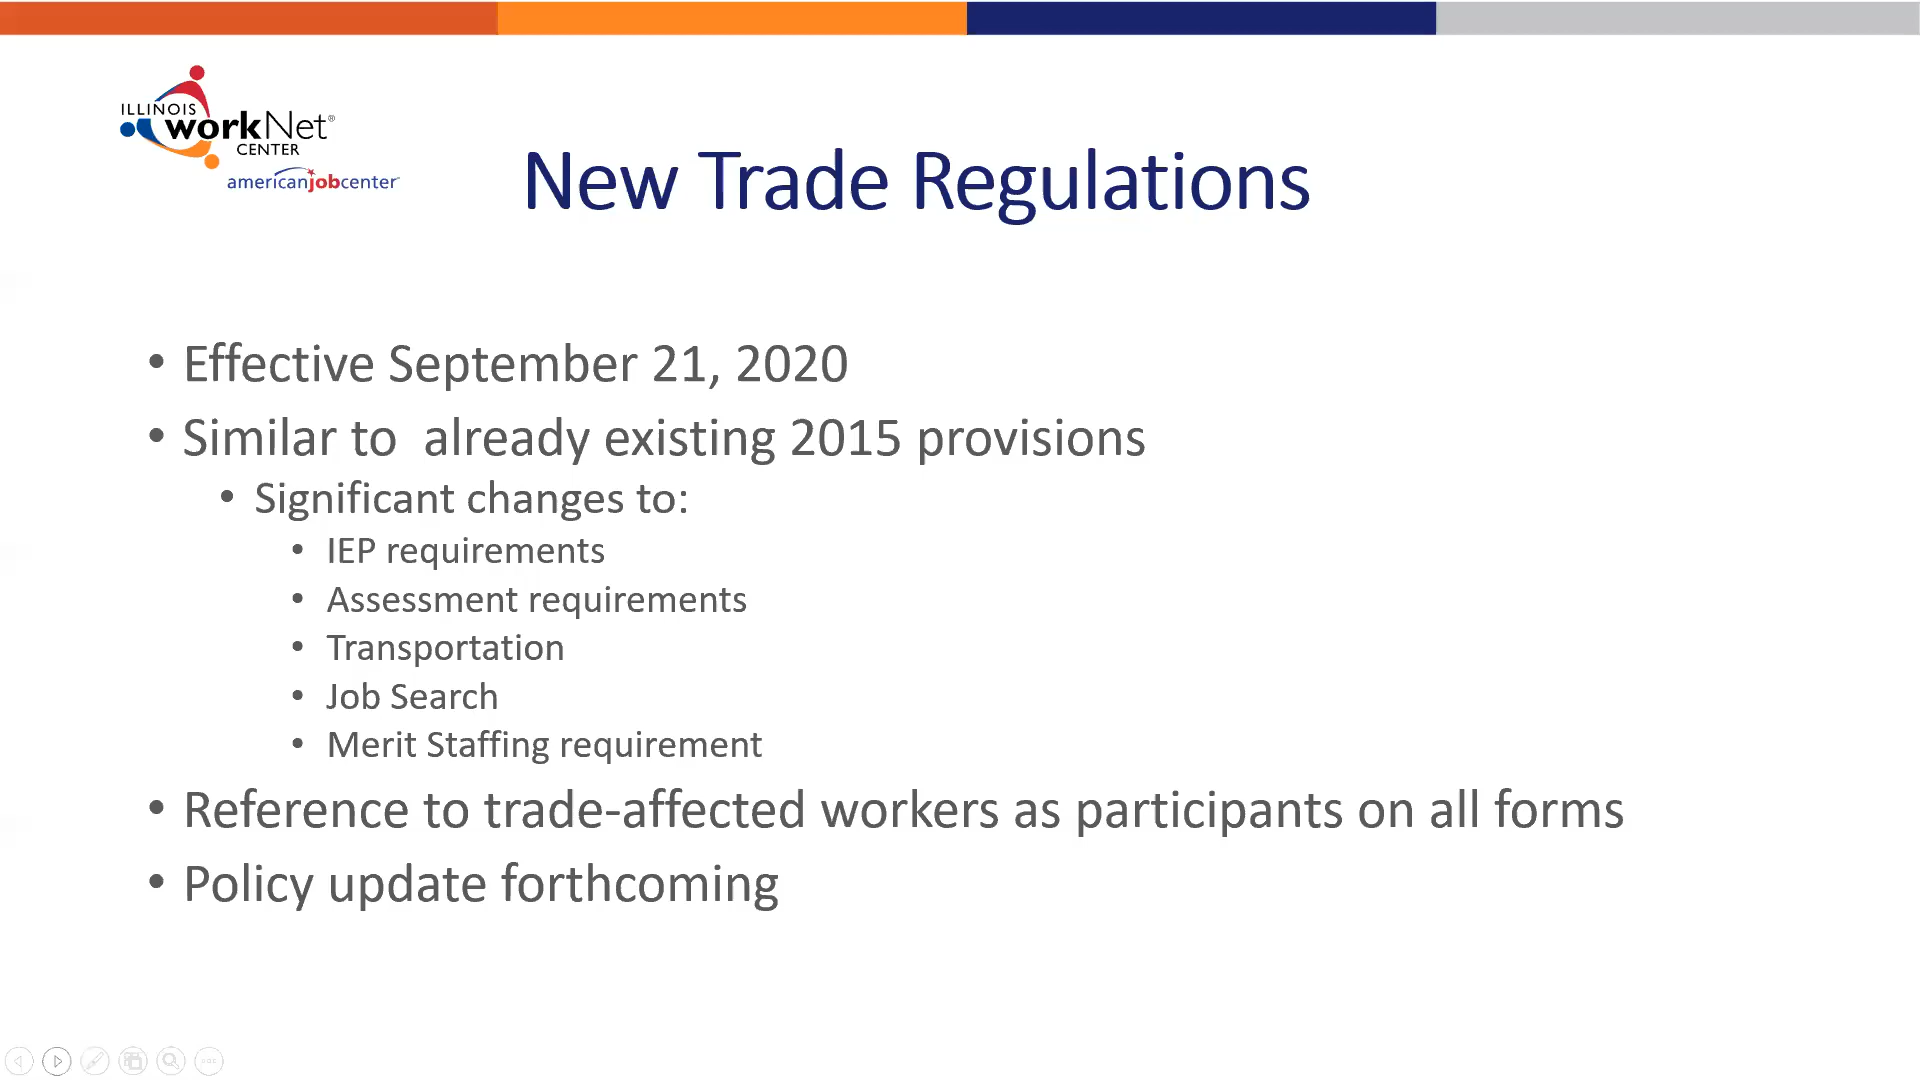 ILLINOIS
workNet®
CENTER
americanjobcenter
New Trade Regulations
• Effective September 21, 2020
• Similar to  already existing 2015 provisions
• Significant changes to:
• IEP requirements
• Assessment requirements
• Transportation
• Job Search
• Merit Staffing requirement
• Reference to trade-affected workers as participants on all forms
• Policy update forthcoming